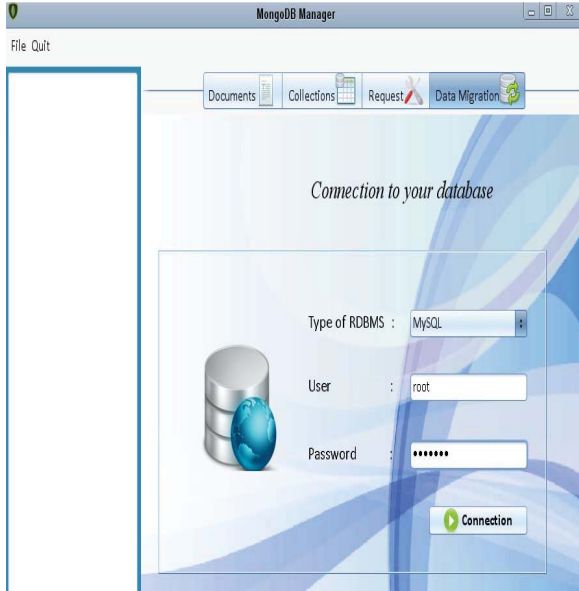 MongoDB Manager
File Quit
Documents Collections Request Data Migration
Connection to your database
Type of RDBMS : MySQL
User : root
Password : •••••••
Connection